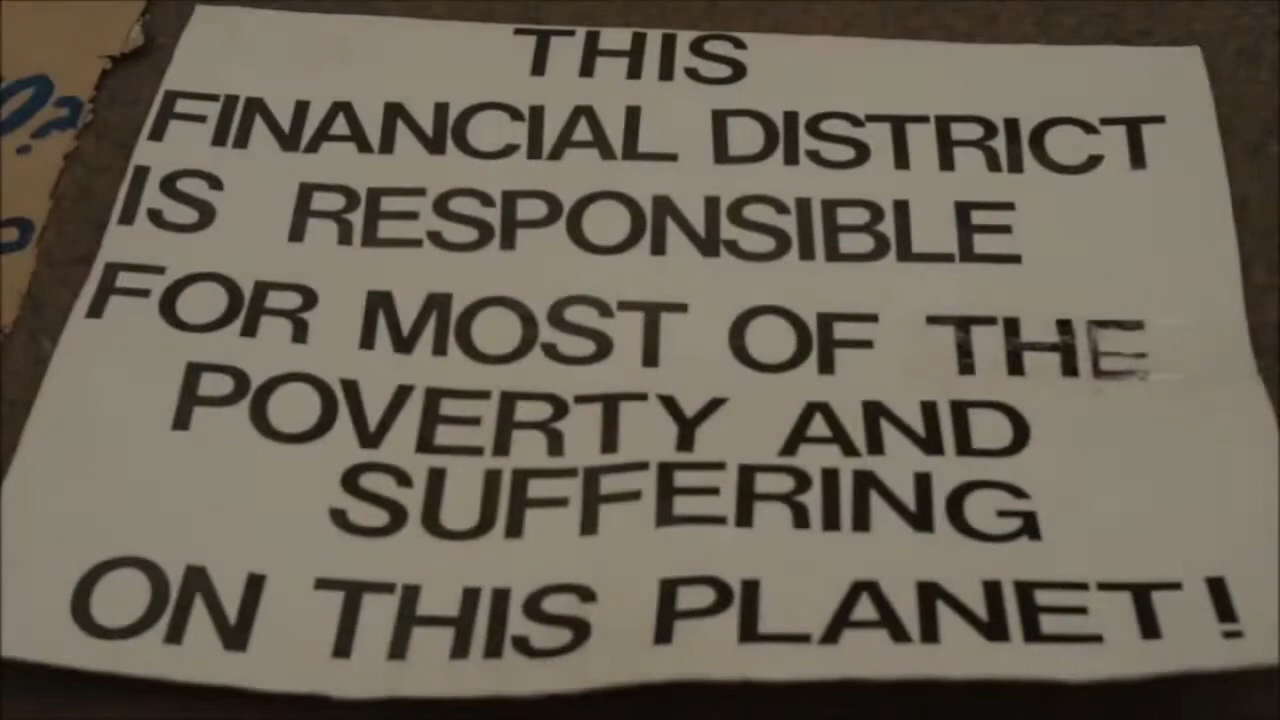 THIS
FINANCIAL DISTRICT
IS RESPONSIBLE
FOR MOST OF THE
POVERTY AND
SUFFERING
ON THIS PLANET!